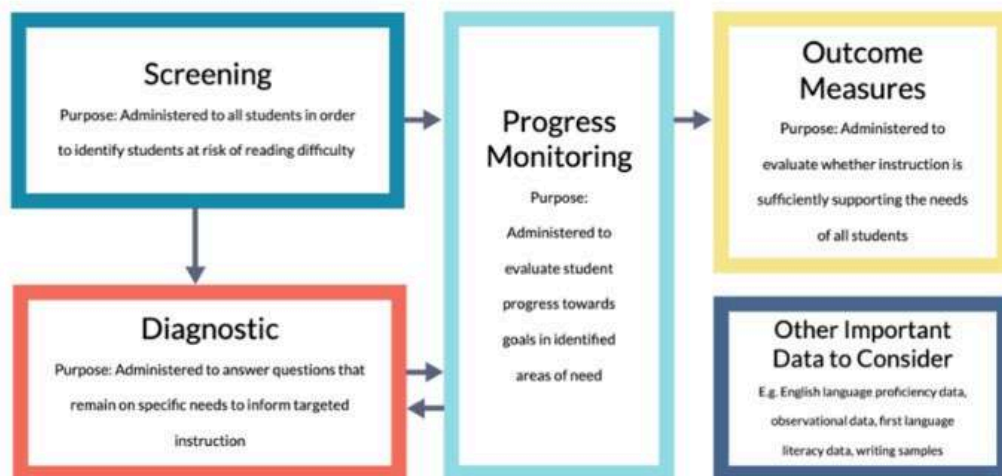 Screening
Purpose: Administered to all students in order
to identify students at risk of reading difficulty
Diagnostic
Purpose: Administered to answer questions that
remain on specific needs to inform targeted
instruction
Progress
Monitoring
Purpose:
Administered to
evaluate student
progress towards
goals in identified
areas of need
Outcome
Measures
Purpose: Administered to
evaluate whether instruction is
sufficiently supporting the needs
of all students
Other Important
Data to Consider
E.g. English language proficiency data,
observational data, first language
literacy data, writing samples